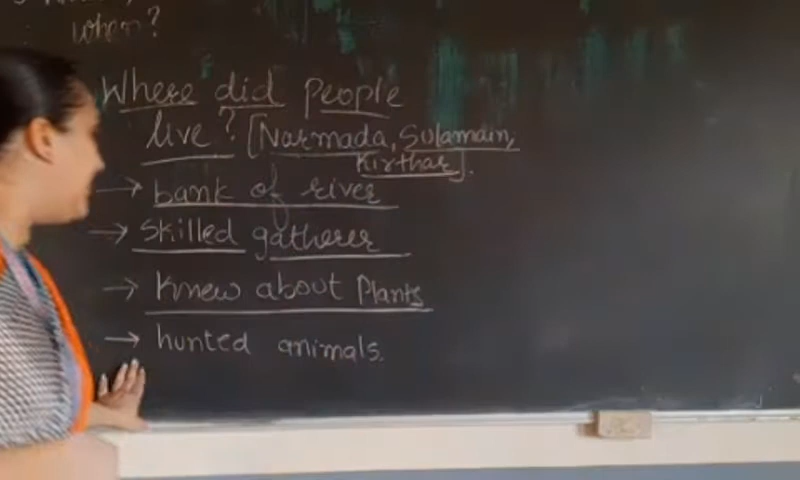 when?
Where did people
live? [Narmada, Sulamain,
Kirthar].
→ bank of river
→ skilled gatherer
→ Knew about Plants
→ hunted animals.